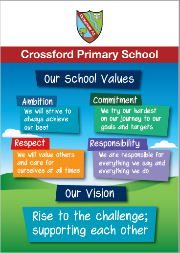 Crossford Primary School
Our School Values
Ambition
We will strive to
always achieve
our best
Commitment
We try our hardest
on our journey to our
goals and targets
Respect
We will value others
and care for
ourselves at all times
Responsibility
We are responsible for
everything we say and
everything we do
Our Vision
Rise to the challenge;
supporting each other